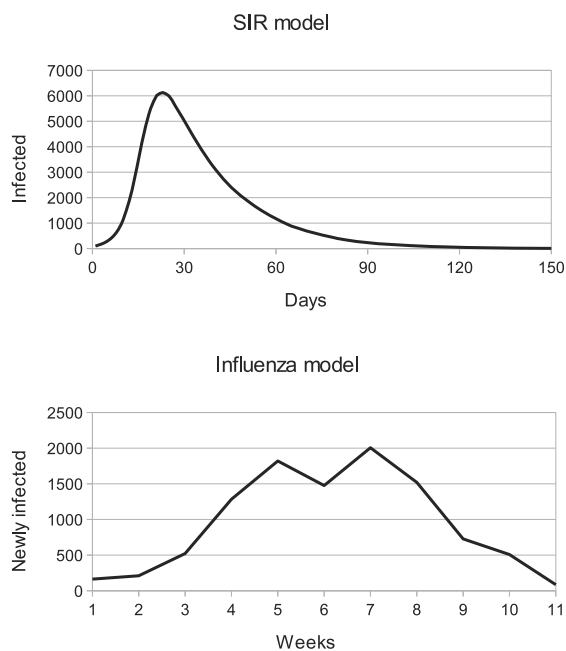 SIR model
7000
6000
5000
4000
3000
2000
1000
0
Infected
0 30 60 90 120 150
Days
Influenza model
2500
2000
1500
1000
500
0
Newly infected
1 2 3 4 5 6 7 8 9 10 11
Weeks